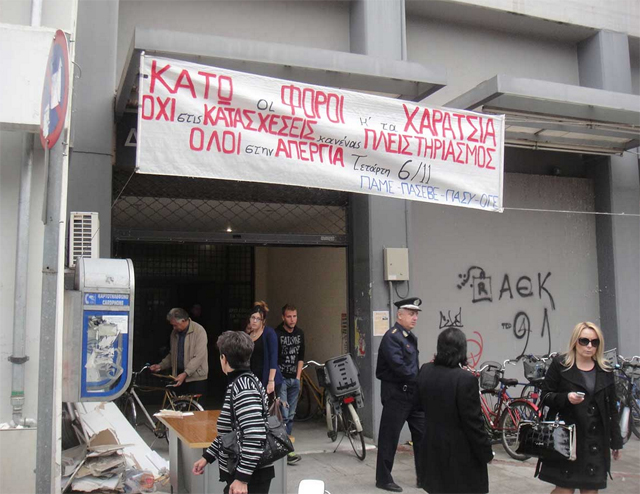 ΚΑΤΩ οι ΦΟΡΟΙ κ' τα ΧΑΡΑΤΣΙΑ
ΟΧΙ στις ΚΑΤΑΣΧΕΣΕΙΣ κανένας ΠΛΕΙΣΤΗΡΙΑΣΜΟΣ
ΟΛΟΙ στην ΑΠΕΡΓΙΑ Τετάρτη 6/11
ΠΑΜΕ-ΠΑΣΕΒΕ-ΠΑΣΥ-ΟΓΕ
ΑΕΚ